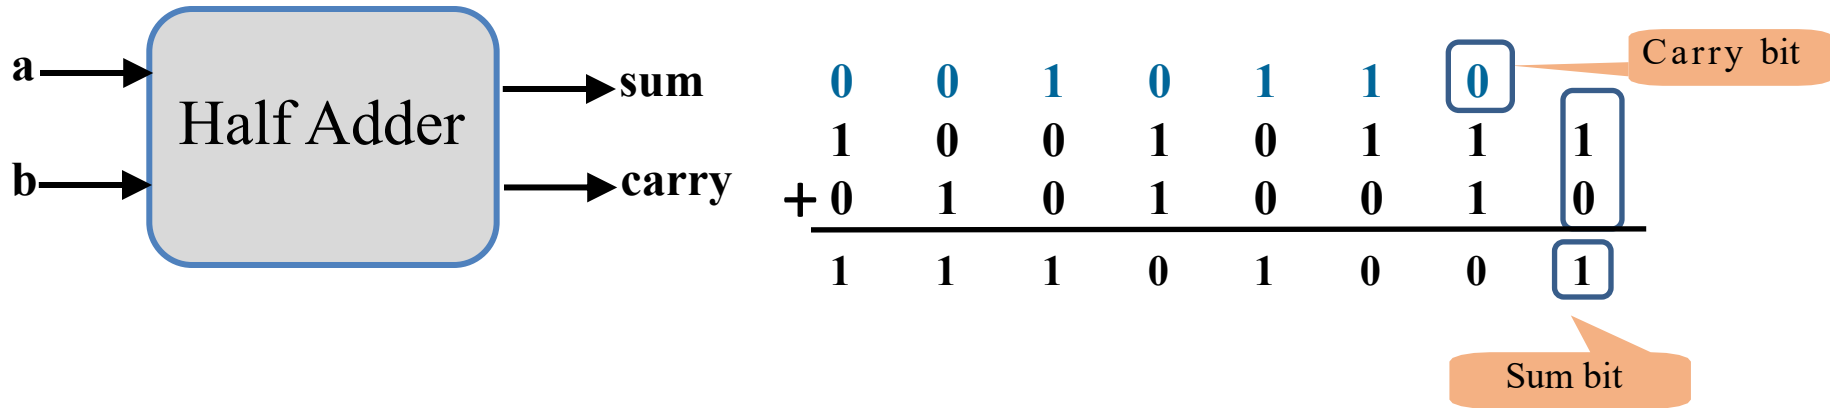 a
b
Half Adder
sum
carry
0 0 1 0 1 1 0
1 0 0 1 0 1 1 1
+ 0 1 0 1 0 0 1 0
1 1 1 0 1 0 0 1
Carry bit
Sum bit